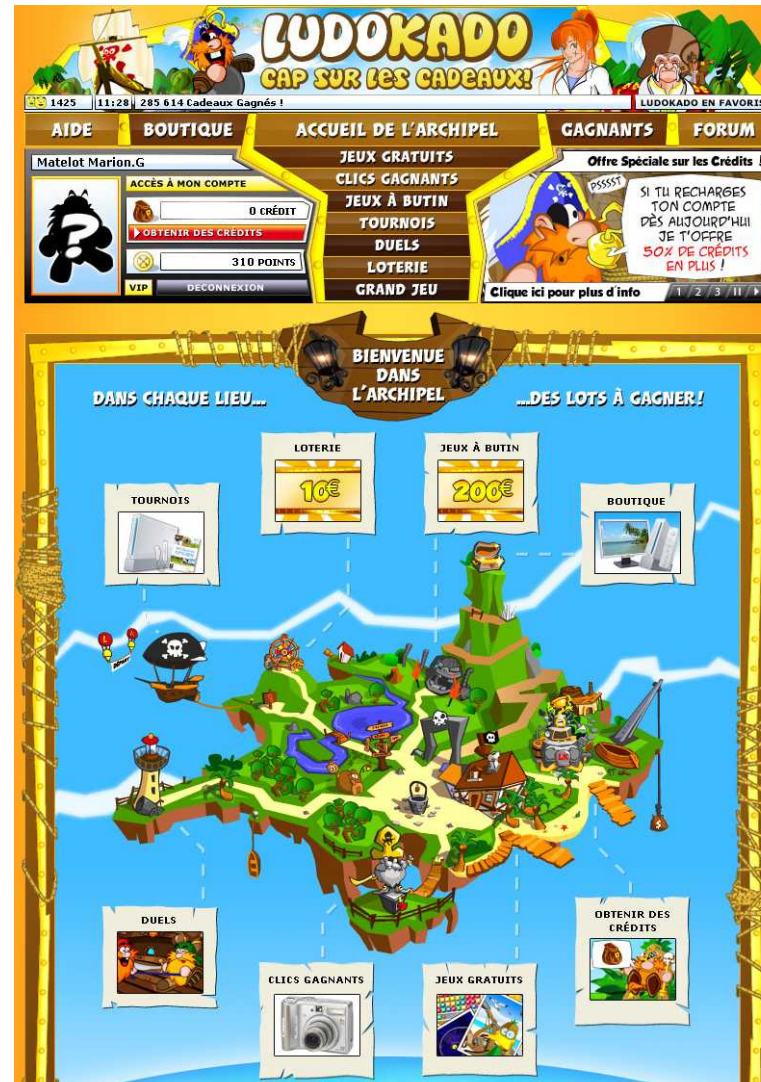 LUDOKADO
CAP SUR LES CADEAUX!
1425 11:28 285 614 Cadeaux Gagnés ! LUDOKADO EN FAVORIS
AIDE BOUTIQUE ACCUEIL DE L'ARCHIPEL GAGNANTS FORUM
Matelot Marion.G
ACCÈS À MON COMPTE
0 CRÉDIT
OBTENIR DES CRÉDITS
310 POINTS
VIP DECONNEXION
JEUX GRATUITS
CLICS GAGNANTS
JEUX À BUTIN
TOURNOIS
DUELS
LOTERIE
GRAND JEU
Offre Spéciale sur les Crédits !
PSSSST
SI TU RECHARGES
TON COMPTE
DÈS AUJOURD'HUI
JE T'OFFRE
50% DE CRÉDITS
EN PLUS !
Clique ici pour plus d'info 1 / 2 / 3 / II /
BIENVENUE
DANS
L'ARCHIPEL
DANS CHAQUE LIEU... ...DES LOTS À GAGNER!
LOTERIE
10€
JEUX À BUTIN
200€
TOURNOIS
BOUTIQUE
DUELS
OBTENIR DES
CRÉDITS
CLICS GAGNANTS
JEUX GRATUITS